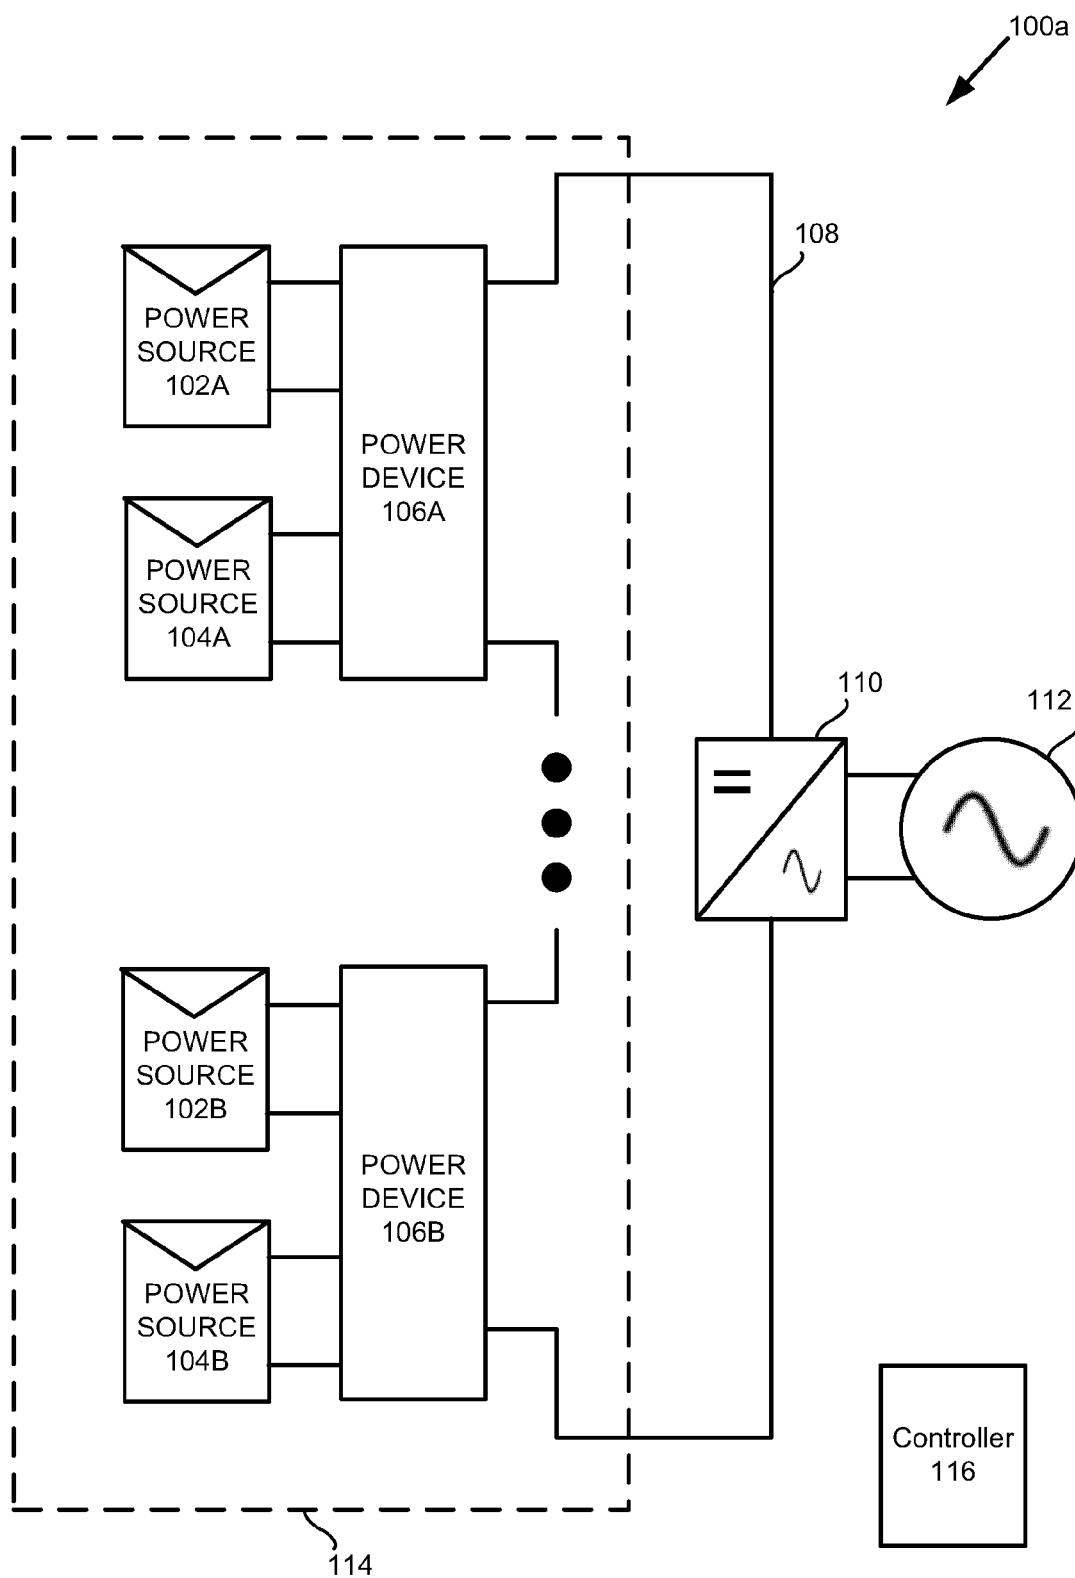 100a
108
POWER
SOURCE
102A
POWER
DEVICE
106A
POWER
SOURCE
104A
110
112
POWER
SOURCE
102B
POWER
DEVICE
106B
POWER
SOURCE
104B
Controller
116
114